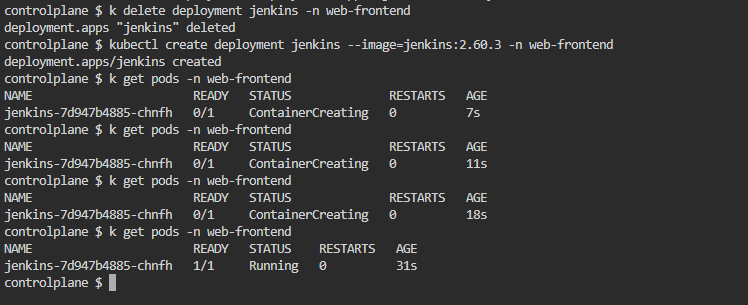 controlplane $ k delete deployment jenkins -n web-frontend
deployment.apps "jenkins" deleted
controlplane $ kubectl create deployment jenkins --image=jenkins:2.60.3 -n web-frontend
deployment.apps/jenkins created
controlplane $ k get pods -n web-frontend
NAME                       READY   STATUS              RESTARTS   AGE
jenkins-7d947b4885-chnfh   0/1     ContainerCreating   0          7s
controlplane $ k get pods -n web-frontend
NAME                       READY   STATUS              RESTARTS   AGE
jenkins-7d947b4885-chnfh   0/1     ContainerCreating   0          11s
controlplane $ k get pods -n web-frontend
NAME                       READY   STATUS              RESTARTS   AGE
jenkins-7d947b4885-chnfh   0/1     ContainerCreating   0          18s
controlplane $ k get pods -n web-frontend
NAME                       READY   STATUS    RESTARTS   AGE
jenkins-7d947b4885-chnfh   1/1     Running   0          31s
controlplane $